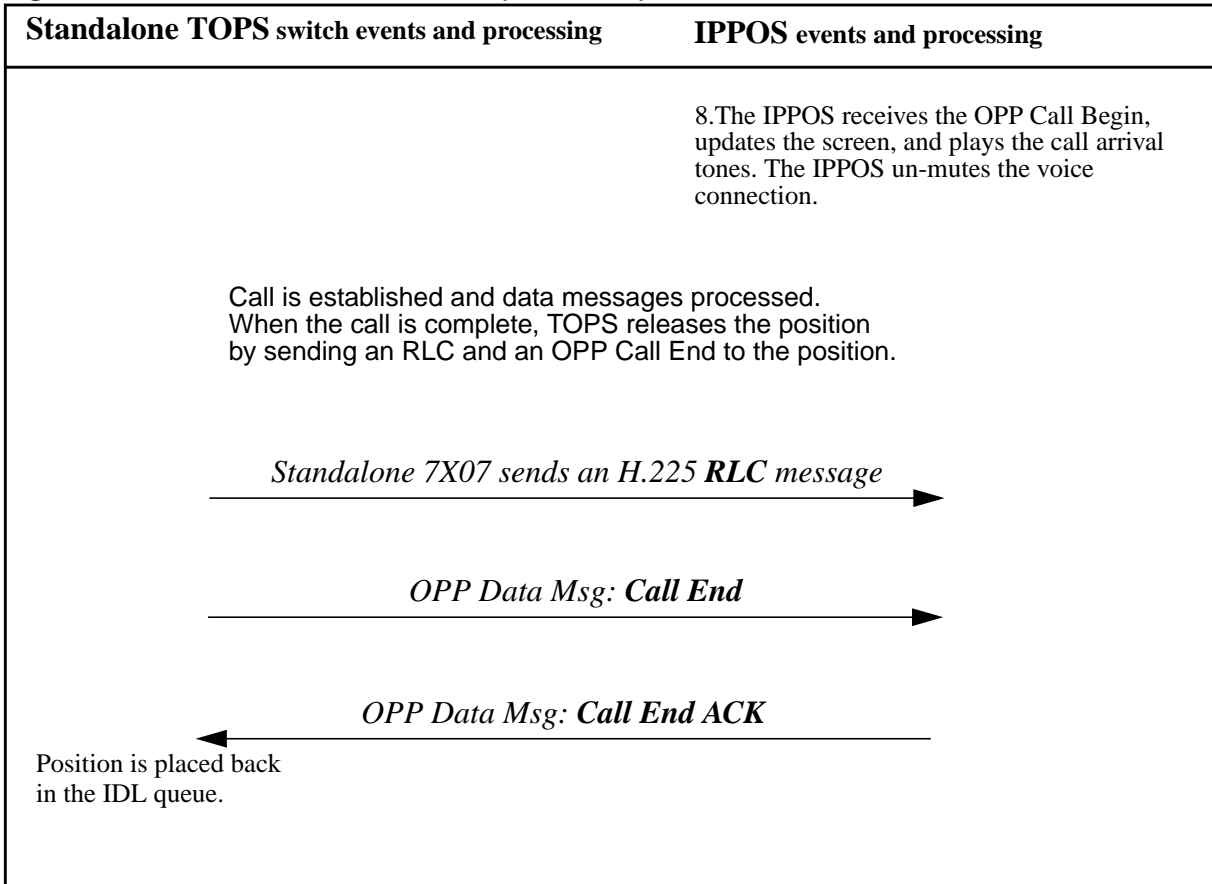 Standalone TOPS switch events and processing
IPPOS events and processing
8.The IPPOS receives the OPP Call Begin,
updates the screen, and plays the call arrival
tones. The IPPOS un-mutes the voice
connection.
Call is established and data messages processed.
When the call is complete, TOPS releases the position
by sending an RLC and an OPP Call End to the position.
Standalone 7X07 sends an H.225 RLC message
OPP Data Msg: Call End
OPP Data Msg: Call End ACK
Position is placed back
in the IDL queue.